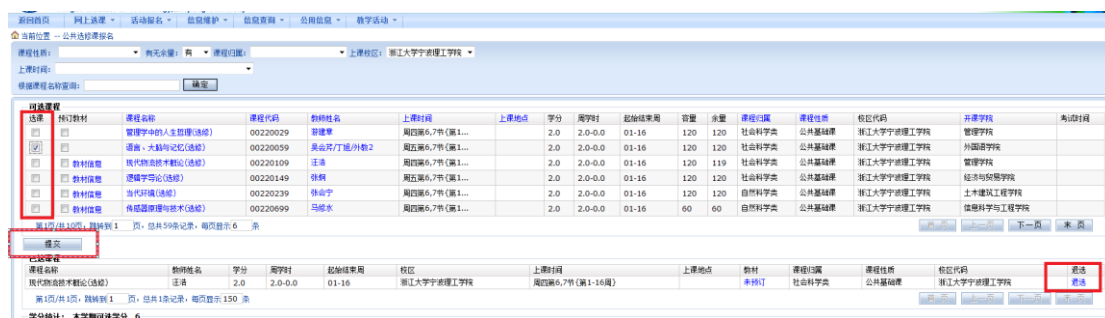 返回首页 网上选课 活动报名 信息维护 信息查询 公用信息 教学活动
当前位置 -- 公共选修课报名
课程性质: 有无余量: 有 课程归属: 上课校区: 浙江大学宁波理工学院
上课时间:
根据课程名称查询: 确定
可选课程
选课 预订教材 课程名称 课程代码 教师姓名 上课时间 上课地点 学分 周学时 起始结束周 容量 余量 课程归属 课程性质 校区代码 开课学院 考试时间
管理学中的人生哲理(选修) 00220029 周四第6,7节{第1... 2.0 2.0-0.0 01-16 120 120 社会科学类 公共基础课 浙江大学宁波理工学院 管理学院
语言、大脑与记忆(选修) 00220059 吴会芹/丁旭/外教2 周五第6,7节{第1... 2.0 2.0-0.0 01-16 120 120 社会科学类 公共基础课 浙江大学宁波理工学院 外国语学院
教材信息 现代物流技术概论(选修) 00220109 汪洁 周四第6,7节{第1... 2.0 2.0-0.0 01-16 120 119 社会科学类 公共基础课 浙江大学宁波理工学院 管理学院
教材信息 逻辑学导论(选修) 00220149 张炯 周五第6,7节{第1... 2.0 2.0-0.0 01-16 120 120 社会科学类 公共基础课 浙江大学宁波理工学院 经济与贸易学院
教材信息 当代环境(选修) 00220239 张会宁 周四第6,7节{第1... 2.0 2.0-0.0 01-16 120 120 自然科学类 公共基础课 浙江大学宁波理工学院 土木建筑工程学院
教材信息 传感器原理与技术(选修) 00220699 马修水 周四第6,7节{第1... 2.0 2.0-0.0 01-16 60 60 自然科学类 公共基础课 浙江大学宁波理工学院 信息科学与工程学院
第1页/共10页, 跳转到 1 页, 总共59条记录, 每页显示 6 条 首 页 上一页 下一页 末 页
提交
已选课程
课程名称 教师姓名 学分 周学时 起始结束周 校区 上课时间 上课地点 教材 课程归属 课程性质 校区代码 退选
现代物流技术概论(选修) 汪洁 2.0 2.0-0.0 01-16 浙江大学宁波理工学院 周四第6,7节{第1-16周} 未预订 社会科学类 公共基础课 浙江大学宁波理工学院 退选
第1页/共1页, 跳转到 1 页, 总共1条记录, 每页显示 150 条 首 页 上一页 下一页 末 页
学分统计: 本学期可选学分 6